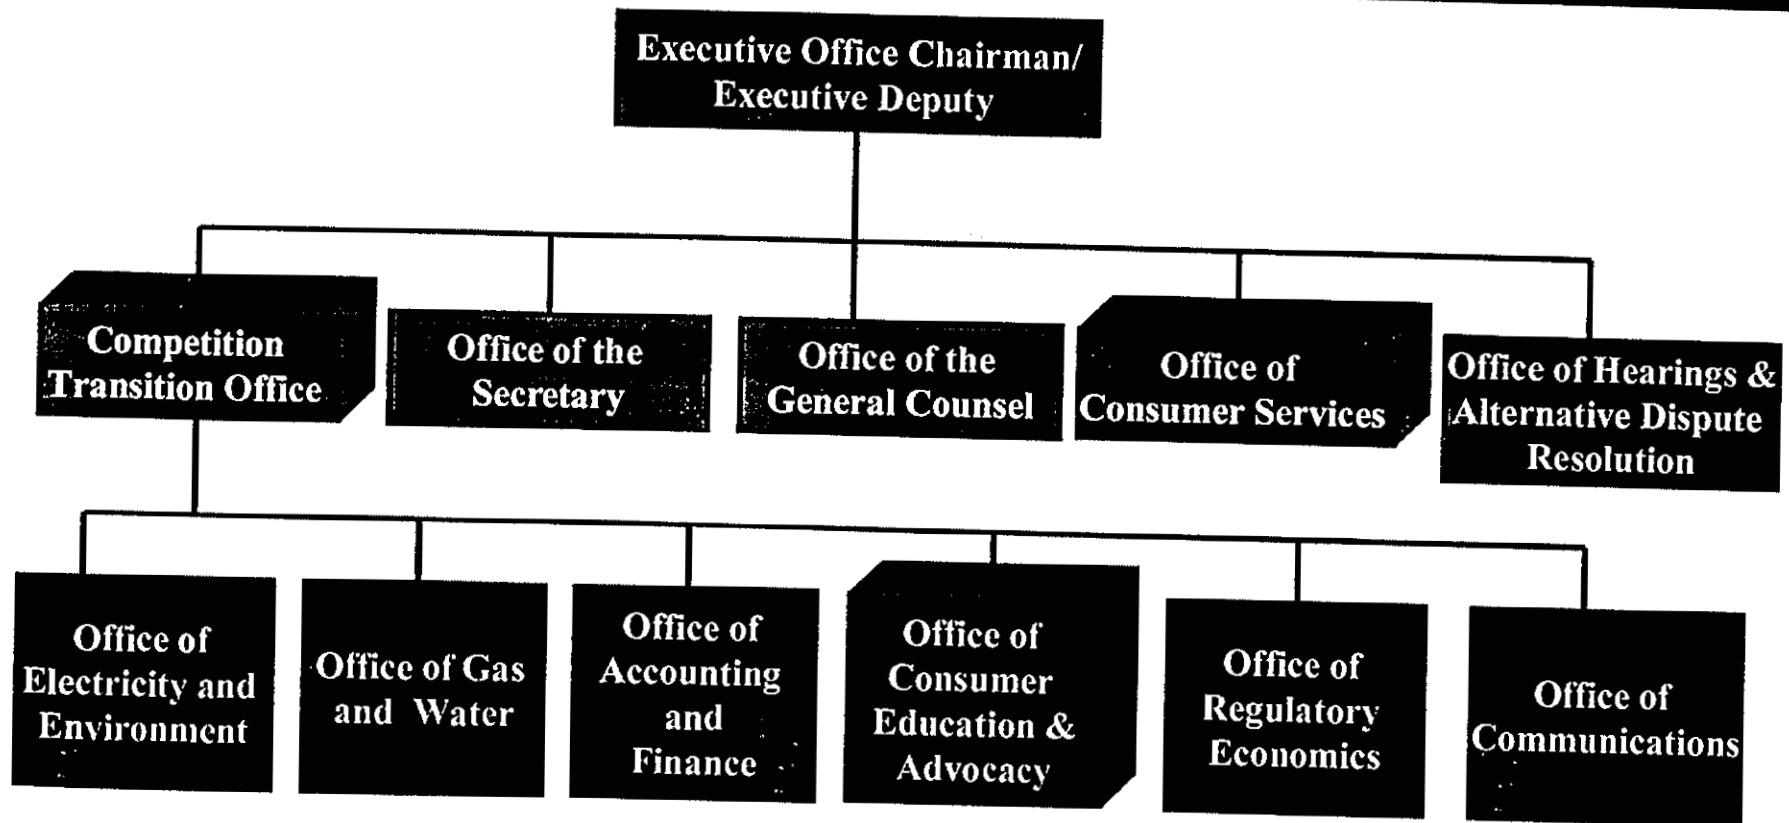 Executive Office Chairman/
Executive Deputy
Competition
Transition Office
Office of the
Secretary
Office of the
General Counsel
Office of
Consumer Services
Office of Hearings &
Alternative Dispute
Resolution
Office of
Electricity and
Environment
Office of Gas
and Water
Office of
Accounting
and
Finance
Office of
Consumer
Education &
Advocacy
Office of
Regulatory
Economics
Office of
Communications